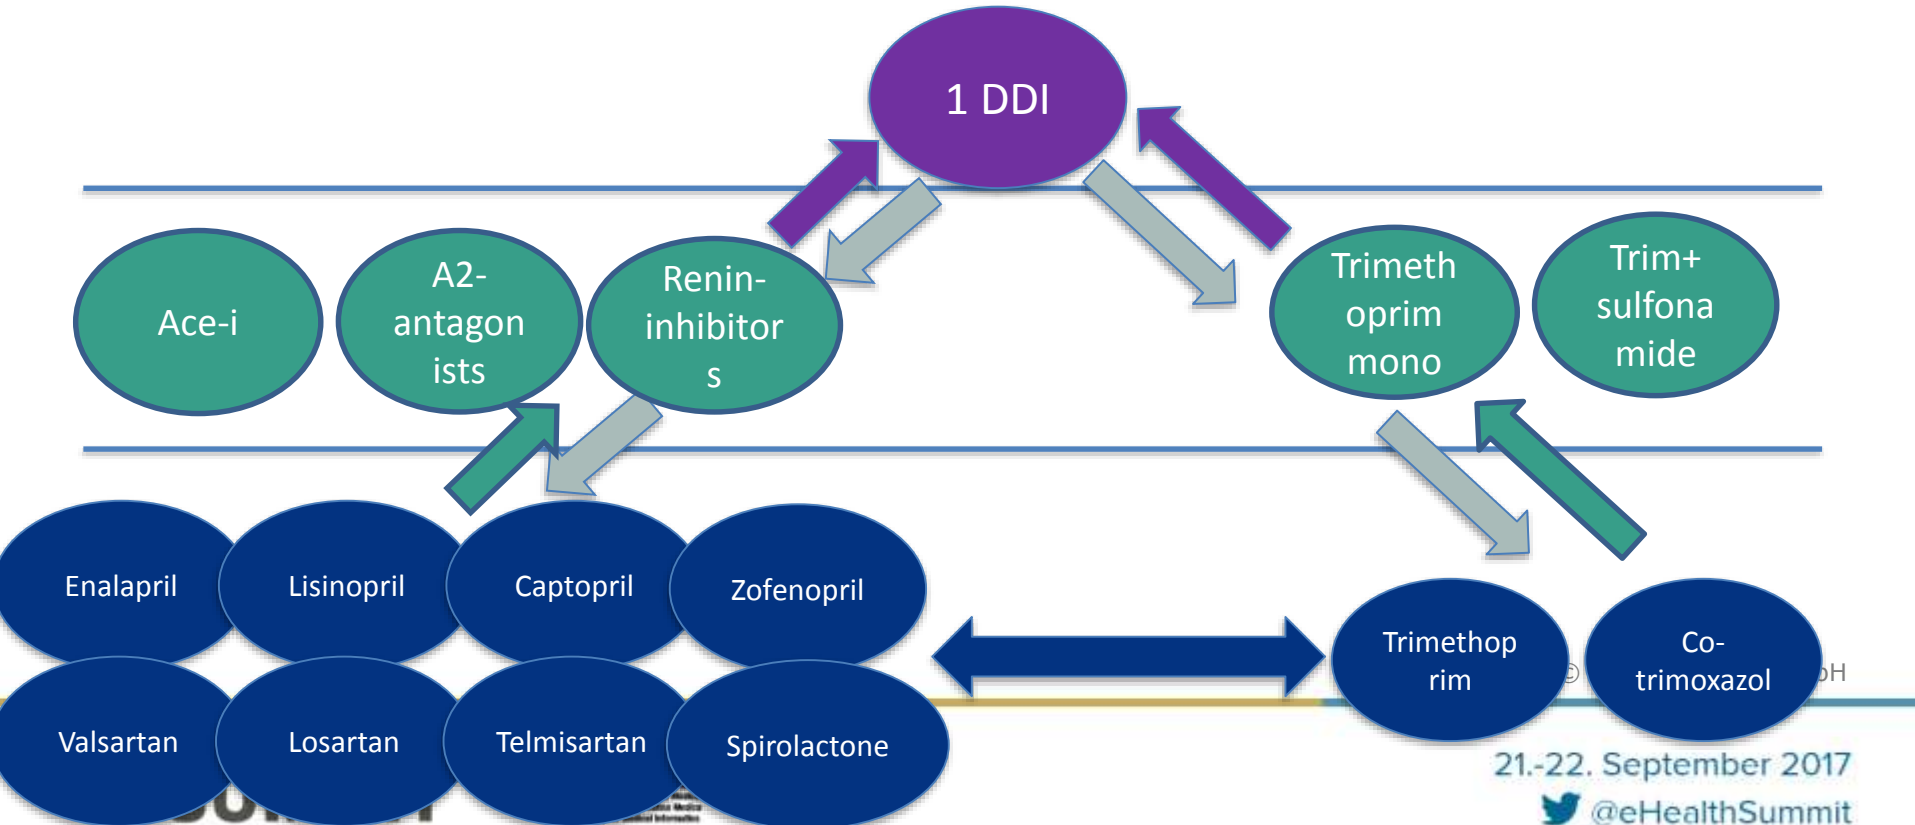 1 DDI
Ace-i
A2-
antagon
ists
Renin-
inhibitor
s
Trimeth
oprim
mono
Trim+
sulfona
mide
Enalapril
Lisinopril
Captopril
Zofenopril
Trimethop
rim
Co-
trimoxazol
©
bH
Valsartan
Losartan
Telmisartan
Spirolactone
21.-22. September 2017
@eHealthSummit